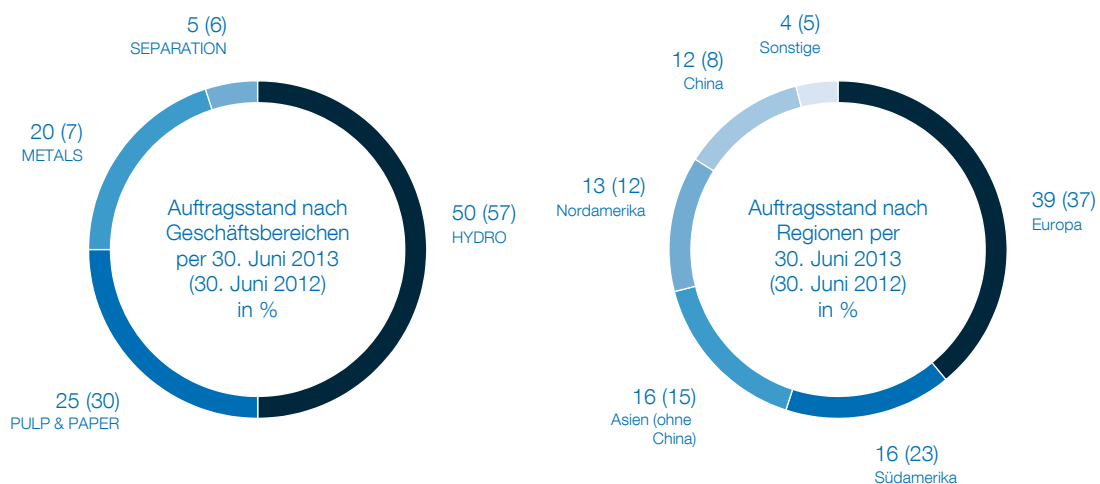 5 (6)
SEPARATION
20 (7)
METALS
Auftragsstand nach
Geschäftsbereichen
per 30. Juni 2013
(30. Juni 2012)
in %
50 (57)
HYDRO
25 (30)
PULP & PAPER
4 (5)
Sonstige
12 (8)
China
13 (12)
Nordamerika
Auftragsstand nach
Regionen per
30. Juni 2013
(30. Juni 2012)
in %
39 (37)
Europa
16 (15)
Asien (ohne
China)
16 (23)
Südamerika